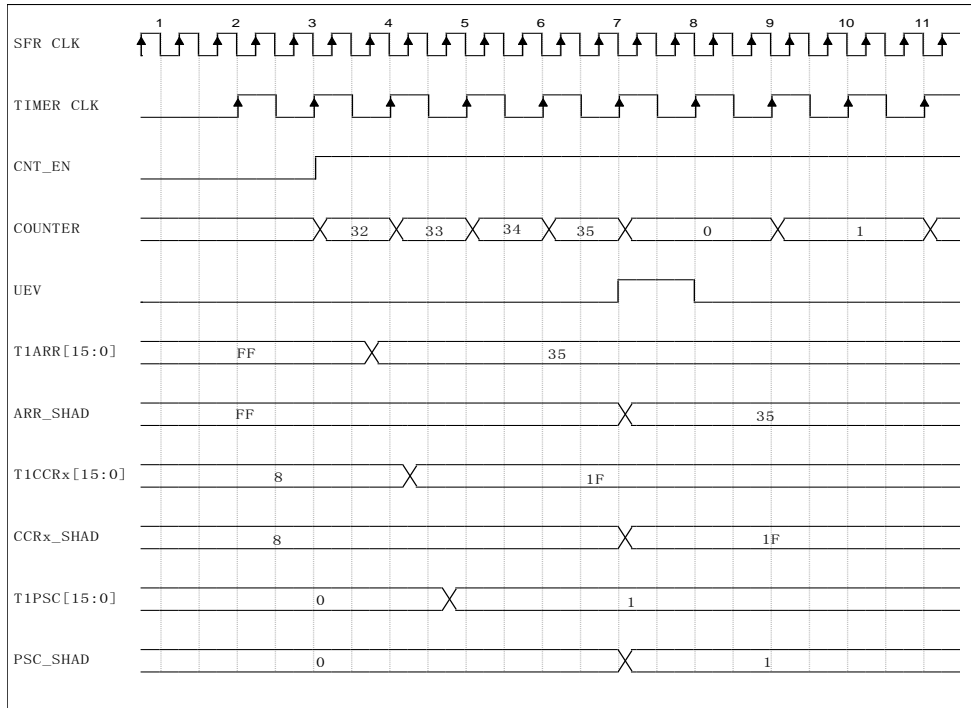 1 2 3 4 5 6 7 8 9 10 11
SFR CLK
TIMER CLK
CNT_EN
COUNTER 32 33 34 35 0 1
UEV
T1ARR[15:0] FF 35
ARR_SHAD FF 35
T1CCRx[15:0] 8 1F
CCRx_SHAD 8 1F
T1PSC[15:0] 0 1
PSC_SHAD 0 1